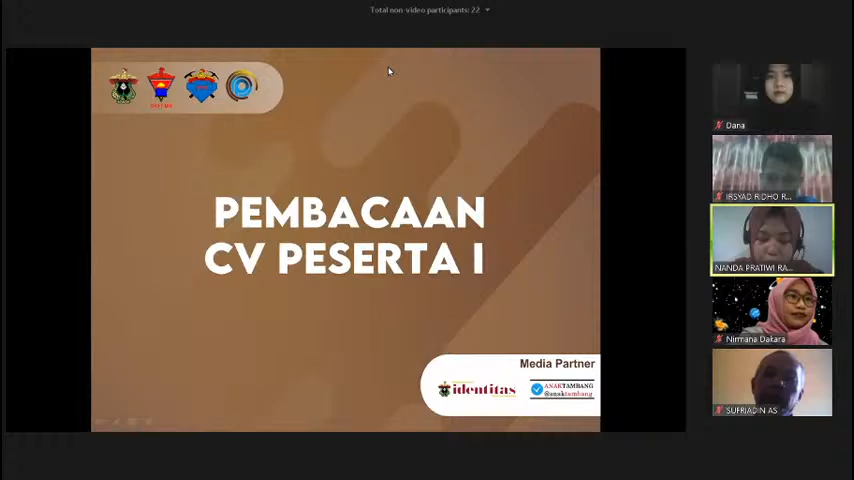 Total non-video participants: 22
PEMBACAAN
CV PESERTA I
Media Partner
identitas
ANAKTAMBANG
@anaktambang
Dana
IRSYAD RIDHO R...
NANDA PRATIWI RA...
Nirmana Dakara
SUFRIADIN AS